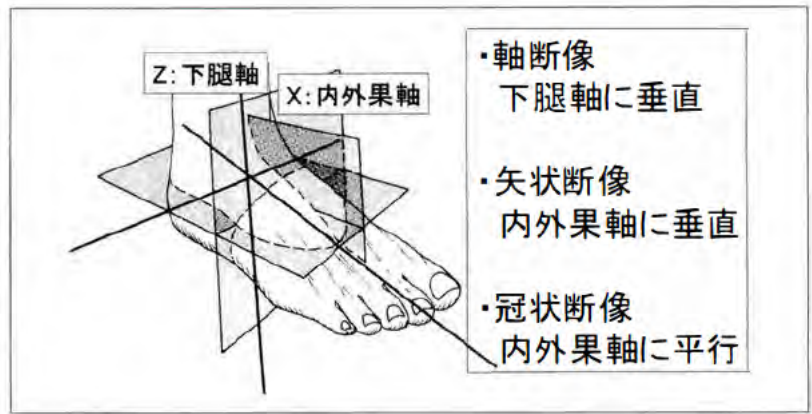 Z:下腿軸
X:内外果軸
・軸断像
下腿軸に垂直
・矢状断像
内外果軸に垂直
・冠状断像
内外果軸に平行